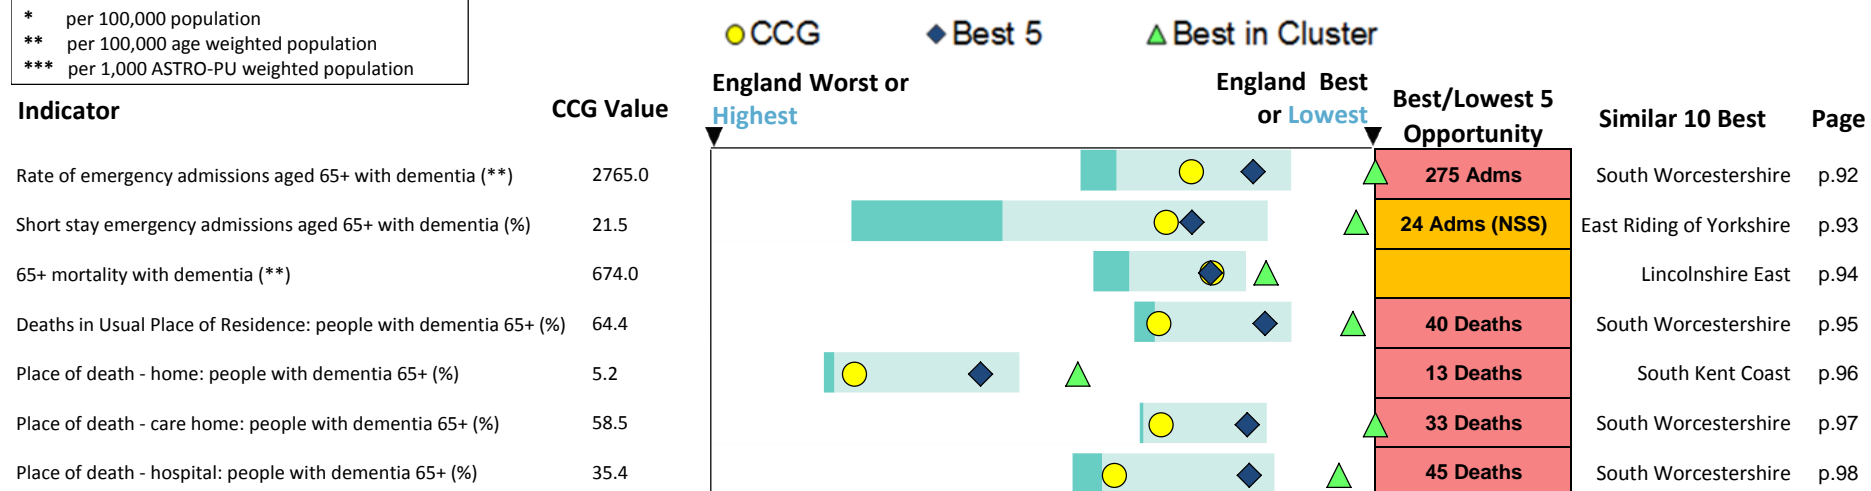 * per 100,000 population
** per 100,000 age weighted population
*** per 1,000 ASTRO-PU weighted population
CCG Best 5 Best in Cluster
Indicator CCG Value England Worst or Highest England Best or Lowest Best/Lowest 5 Opportunity Similar 10 Best Page
Rate of emergency admissions aged 65+ with dementia (**) 2765.0 275 Adms South Worcestershire p.92
Short stay emergency admissions aged 65+ with dementia (%) 21.5 24 Adms (NSS) East Riding of Yorkshire p.93
65+ mortality with dementia (**) 674.0 Lincolnshire East p.94
Deaths in Usual Place of Residence: people with dementia 65+ (%) 64.4 40 Deaths South Worcestershire p.95
Place of death - home: people with dementia 65+ (%) 5.2 13 Deaths South Kent Coast p.96
Place of death - care home: people with dementia 65+ (%) 58.5 33 Deaths South Worcestershire p.97
Place of death - hospital: people with dementia 65+ (%) 35.4 45 Deaths South Worcestershire p.98